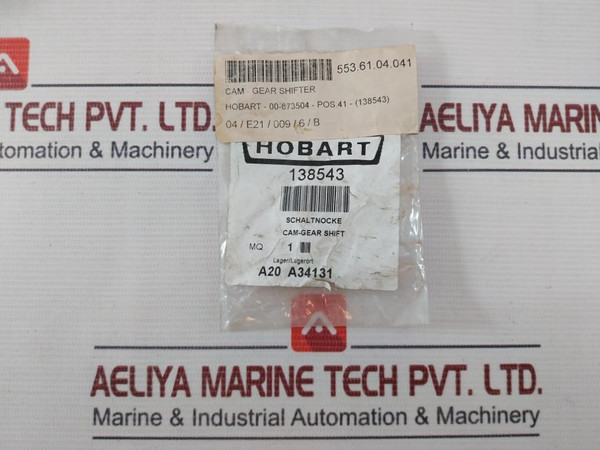 553.61.04.041
CAM - GEAR SHIFTER
HOBART - 00-873504 - POS 41 - (138543)
04 / E21 / 009 / 6 / B
HOBART
138543
SCHALTNOCKE
CAM-GEAR SHIFT
MQ 1
Lager/Lagerort
A20 A34131
TECH PVT. LTD.
Automation & Machinery
AELIYA MARINE
Marine & Industrial
AELIYA MARINE TECH PVT. LTD.
Marine & Industrial Automation & Machinery